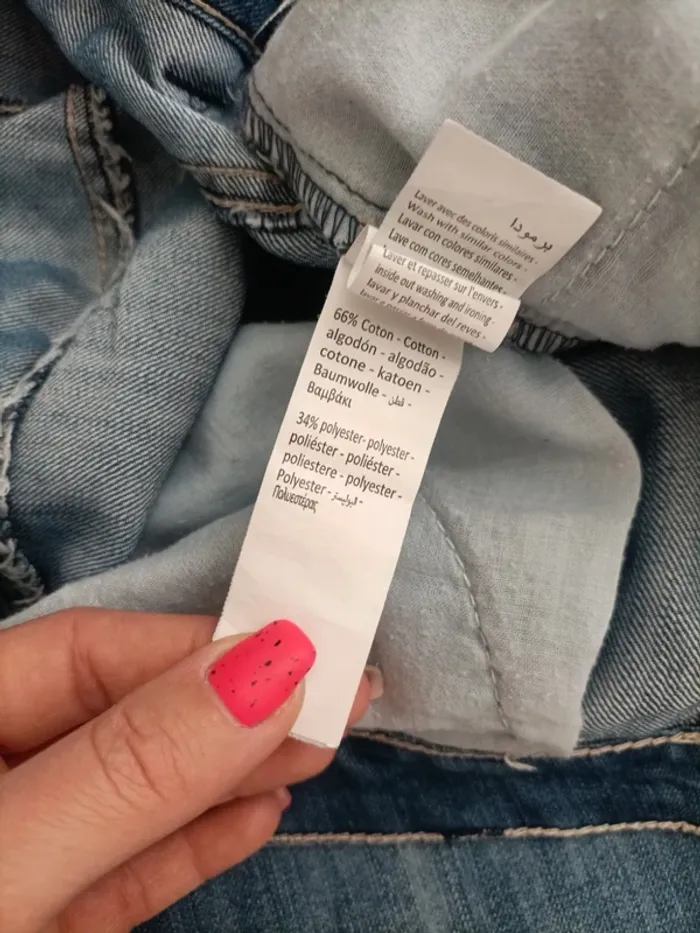 برمودا
Laver avec des coloris similaires -
Wash with similar colors -
Lavar con colores similares -
Lave com cores semelhantes -
Laver et repasser sur l'envers -
inside out washing and ironing -
lavar y planchar del reves -
66% Coton - Cotton -
algodón - algodão -
cotone - katoen -
Baumwolle - قطن -
Βαμβάκι
34% polyester- polyester -
poliéster - poliéster -
poliestere - polyester -
Polyester - البوليستر -
Πολυεστέρας